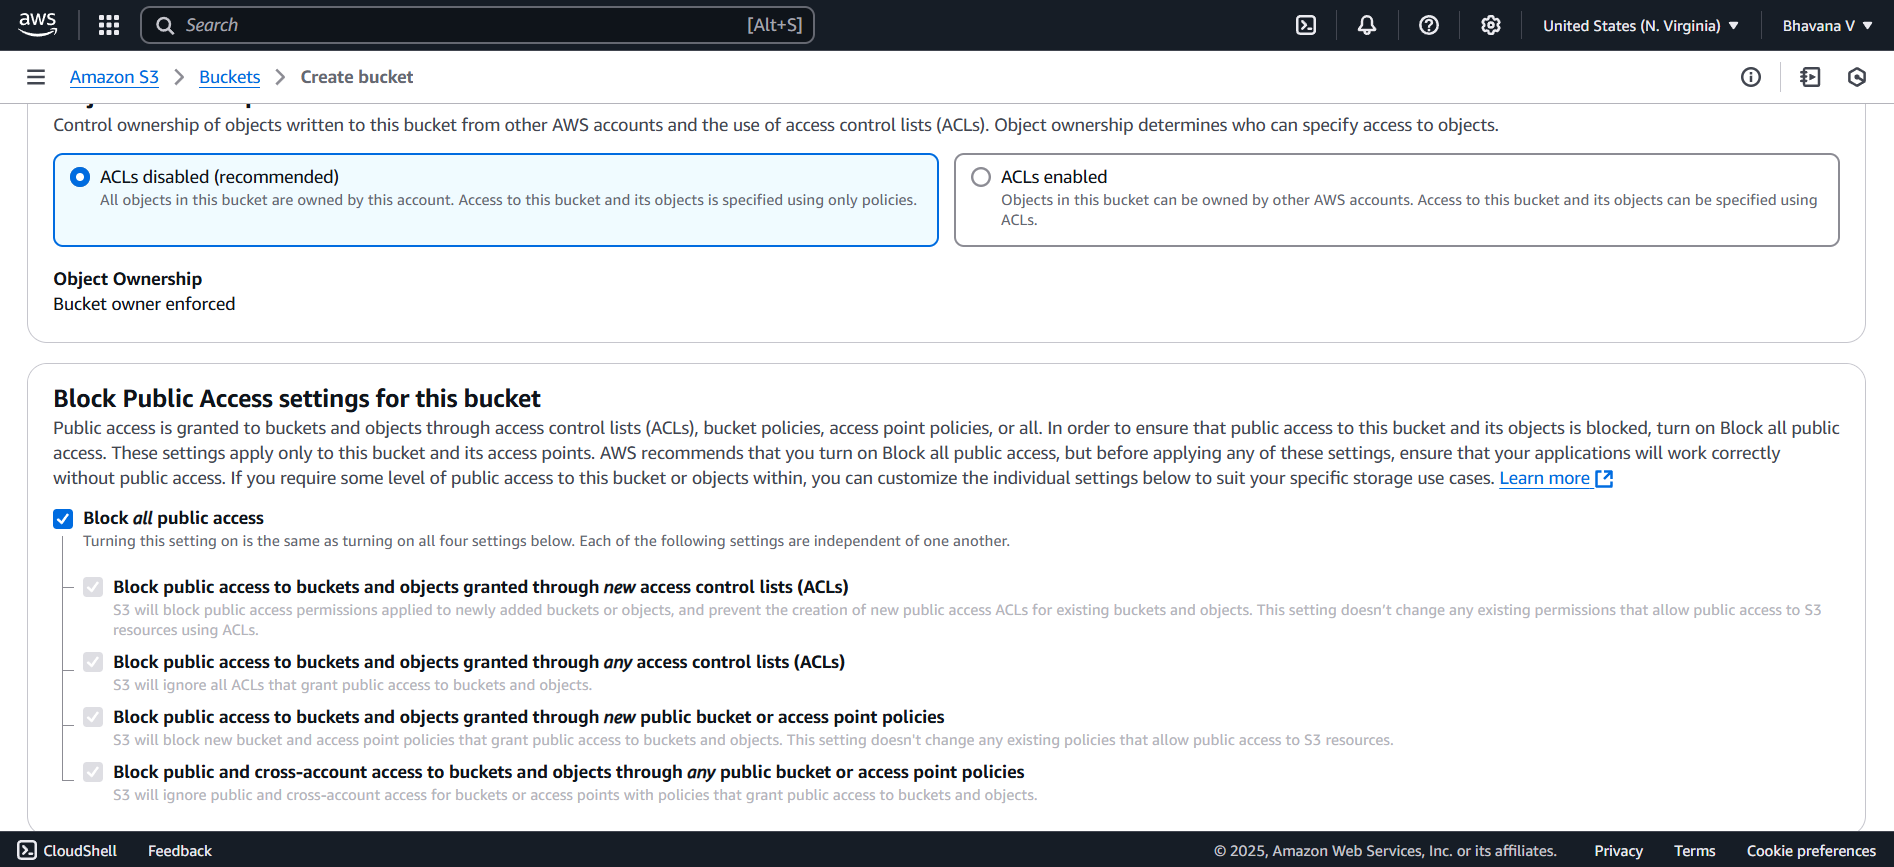 aws
Search [Alt+S]
United States (N. Virginia)
Bhavana V
Amazon S3
Buckets
Create bucket
Control ownership of objects written to this bucket from other AWS accounts and the use of access control lists (ACLs). Object ownership determines who can specify access to objects.
ACLs disabled (recommended)
All objects in this bucket are owned by this account. Access to this bucket and its objects is specified using only policies.
ACLs enabled
Objects in this bucket can be owned by other AWS accounts. Access to this bucket and its objects can be specified using
ACLs.
Object Ownership
Bucket owner enforced
Block Public Access settings for this bucket
Public access is granted to buckets and objects through access control lists (ACLs), bucket policies, access point policies, or all. In order to ensure that public access to this bucket and its objects is blocked, turn on Block all public
access. These settings apply only to this bucket and its access points. AWS recommends that you turn on Block all public access, but before applying any of these settings, ensure that your applications will work correctly
without public access. If you require some level of public access to this bucket or objects within, you can customize the individual settings below to suit your specific storage use cases. Learn more
Block all public access
Turning this setting on is the same as turning on all four settings below. Each of the following settings are independent of one another.
Block public access to buckets and objects granted through new access control lists (ACLs)
S3 will block public access permissions applied to newly added buckets or objects, and prevent the creation of new public access ACLs for existing buckets and objects. This setting doesn't change any existing permissions that allow public access to S3
resources using ACLs.
Block public access to buckets and objects granted through any access control lists (ACLs)
S3 will ignore all ACLs that grant public access to buckets and objects.
Block public access to buckets and objects granted through new public bucket or access point policies
S3 will block new bucket and access point policies that grant public access to buckets and objects. This setting doesn't change any existing policies that allow public access to S3 resources.
Block public and cross-account access to buckets and objects through any public bucket or access point policies
S3 will ignore public and cross-account access for buckets or access points with policies that grant public access to buckets and objects.
CloudShell
Feedback
© 2025, Amazon Web Services, Inc. or its affiliates.
Privacy
Terms
Cookie preferences